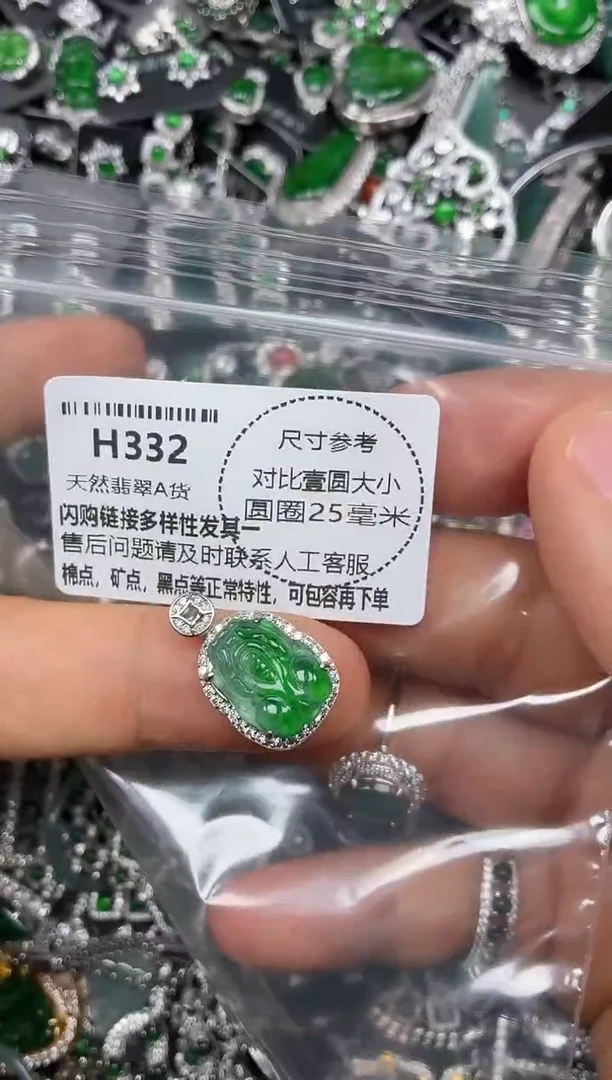 H332
天然翡翠A货
尺寸参考
对比壹圆大小
圆圈25毫米
闪购链接多样性发其一
售后问题请及时联系人工客服
棉点，矿点，黑点等正常特性，可包容再下单